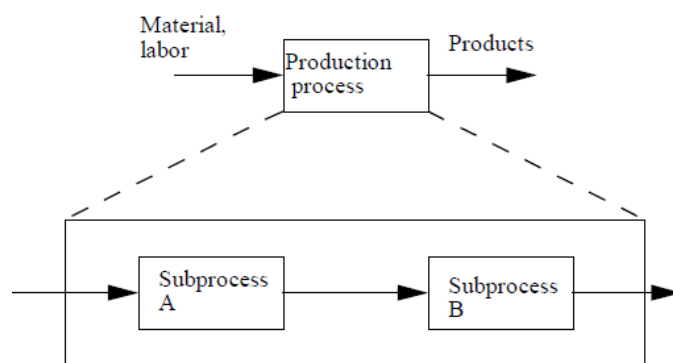 Material,
labor
Production
process
Products
Subprocess
A
Subprocess
B